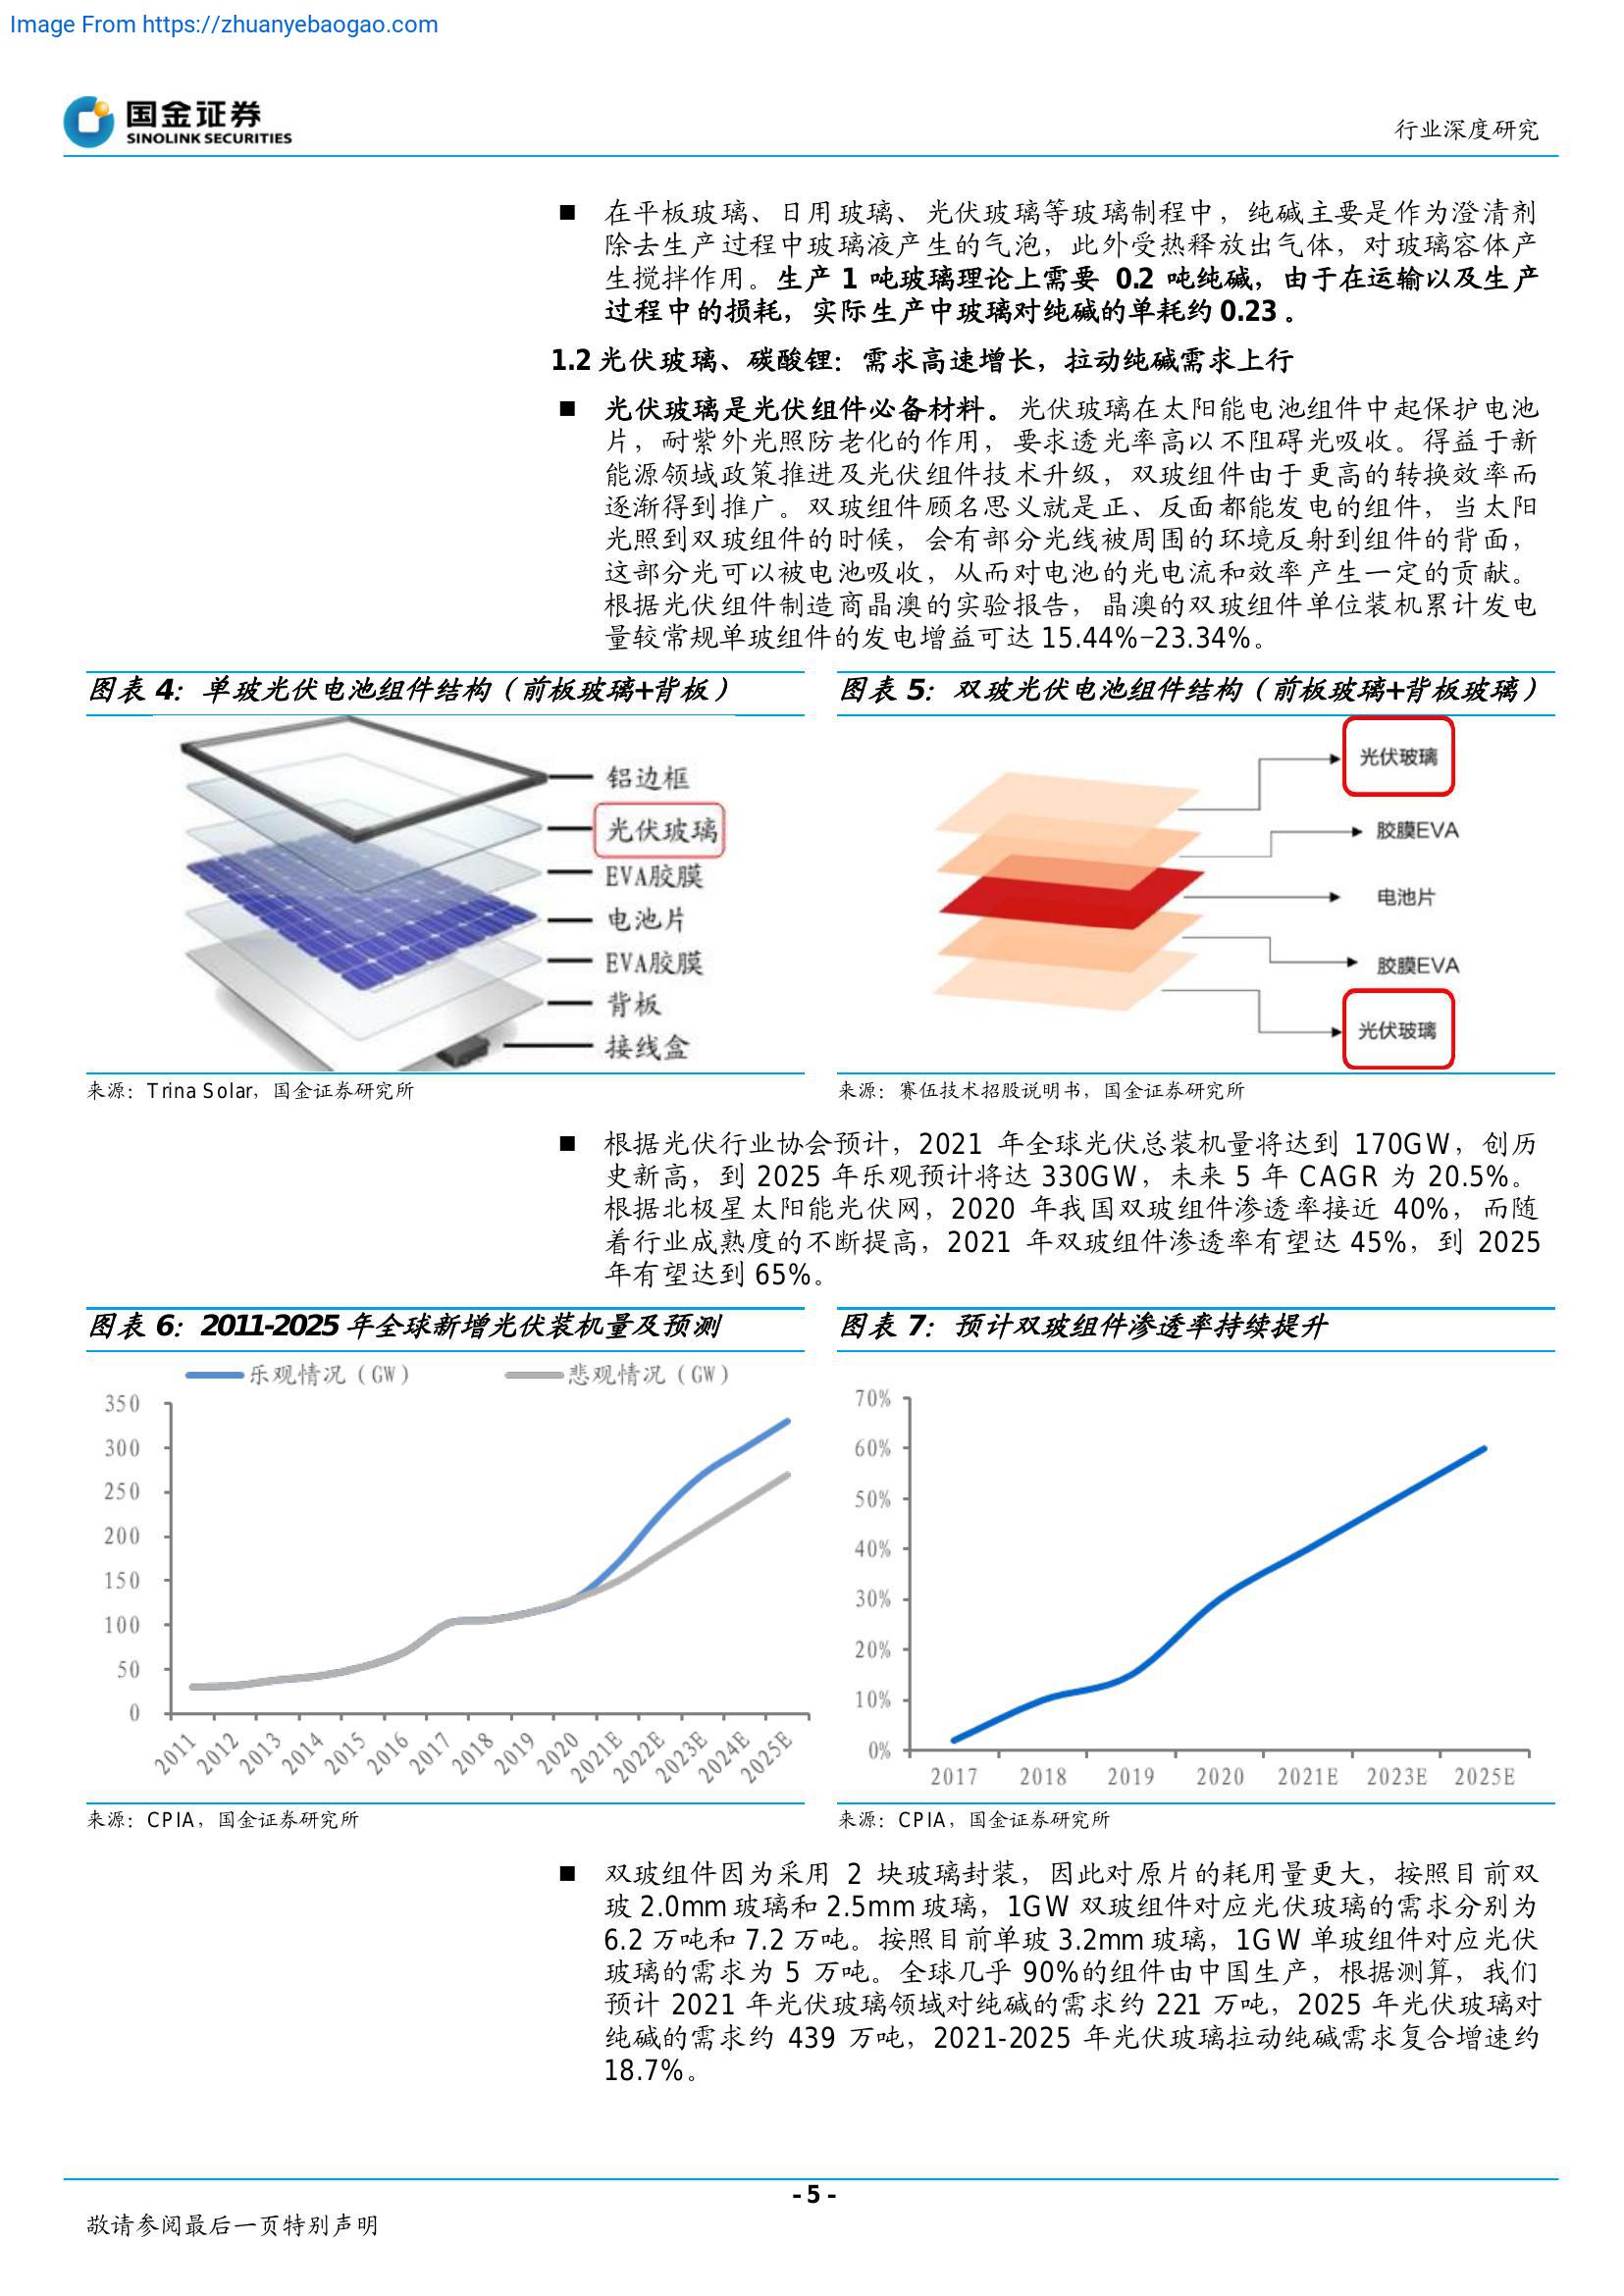 Image From https://zhuanyebaogao.com
国金证券
SINOLINK SECURITIES
行业深度研究
■ 在平板玻璃、日用玻璃、光伏玻璃等玻璃制程中，纯碱主要是作为澄清剂
除去生产过程中玻璃液产生的气泡，此外受热释放出气体，对玻璃容体产
生搅拌作用。生产 1 吨玻璃理论上需要 0.2 吨纯碱，由于在运输以及生产
过程中的损耗，实际生产中玻璃对纯碱的单耗约 0.23 。
1.2 光伏玻璃、碳酸锂：需求高速增长，拉动纯碱需求上行
■ 光伏玻璃是光伏组件必备材料。光伏玻璃在太阳能电池组件中起保护电池
片，耐紫外光照防老化的作用，要求透光率高以不阻碍光吸收。得益于新
能源领域政策推进及光伏组件技术升级，双玻组件由于更高的转换效率而
逐渐得到推广。双玻组件顾名思义就是正、反面都能发电的组件，当太阳
光照到双玻组件的时候，会有部分光线被周围的环境反射到组件的背面，
这部分光可以被电池吸收，从而对电池的光电流和效率产生一定的贡献。
根据光伏组件制造商晶澳的实验报告，晶澳的双玻组件单位装机累计发电
量较常规单玻组件的发电增益可达 15.44%-23.34%。
图表 4：单玻光伏电池组件结构（前板玻璃+背板）
铝边框
光伏玻璃
EVA胶膜
电池片
EVA胶膜
背板
接线盒
来源：Trina Solar，国金证券研究所
图表 5：双玻光伏电池组件结构（前板玻璃+背板玻璃）
光伏玻璃
胶膜EVA
电池片
胶膜EVA
光伏玻璃
来源：赛伍技术招股说明书，国金证券研究所
■ 根据光伏行业协会预计，2021 年全球光伏总装机量将达到 170GW，创历
史新高，到 2025 年乐观预计将达 330GW，未来 5 年 CAGR 为 20.5%。
根据北极星太阳能光伏网，2020 年我国双玻组件渗透率接近 40%，而随
着行业成熟度的不断提高，2021 年双玻组件渗透率有望达 45%，到 2025
年有望达到 65%。
图表 6：2011-2025 年全球新增光伏装机量及预测
乐观情况（GW） 悲观情况（GW）
350
300
250
200
150
100
50
0
2011 2012 2013 2014 2015 2016 2017 2018 2019 2020 2021E 2022E 2023E 2024E 2025E
来源：CPIA，国金证券研究所
图表 7：预计双玻组件渗透率持续提升
70%
60%
50%
40%
30%
20%
10%
0%
2017 2018 2019 2020 2021E 2023E 2025E
来源：CPIA，国金证券研究所
■ 双玻组件因为采用 2 块玻璃封装，因此对原片的耗用量更大，按照目前双
玻 2.0mm 玻璃和 2.5mm 玻璃，1GW 双玻组件对应光伏玻璃的需求分别为
6.2 万吨和 7.2 万吨。按照目前单玻 3.2mm 玻璃，1GW 单玻组件对应光伏
玻璃的需求为 5 万吨。全球几乎 90%的组件由中国生产，根据测算，我们
预计 2021 年光伏玻璃领域对纯碱的需求约 221 万吨，2025 年光伏玻璃对
纯碱的需求约 439 万吨，2021-2025 年光伏玻璃拉动纯碱需求复合增速约
18.7%。
- 5 -
敬请参阅最后一页特别声明